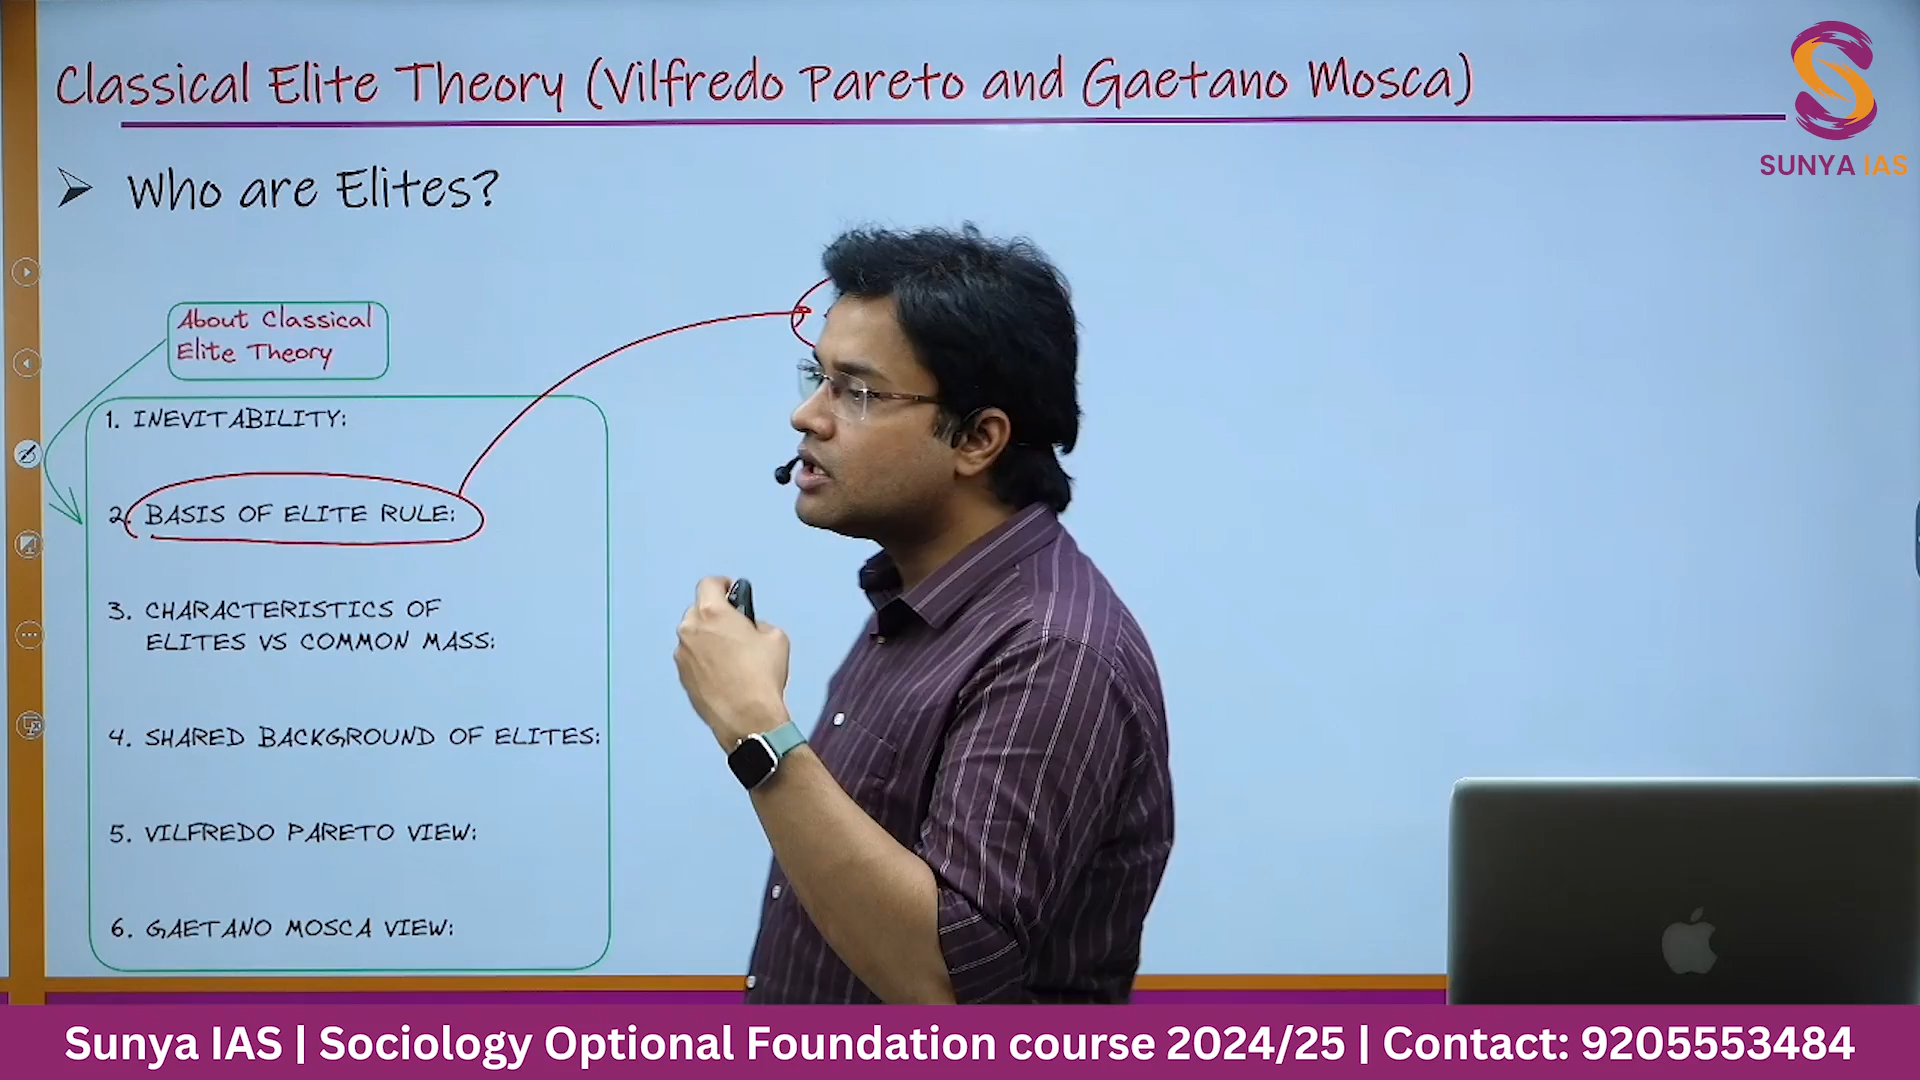 Classical Elite Theory (Vilfredo Pareto and Gaetano Mosca)
SUNYA IAS
Who are Elites?
About Classical
Elite Theory
1. INEVITABILITY:
2. BASIS OF ELITE RULE:
3. CHARACTERISTICS OF
ELITES VS COMMON MASS:
4. SHARED BACKGROUND OF ELITES:
5. VILFREDO PARETO VIEW:
6. GAETANO MOSCA VIEW:
Sunya IAS | Sociology Optional Foundation course 2024/25 | Contact: 9205553484